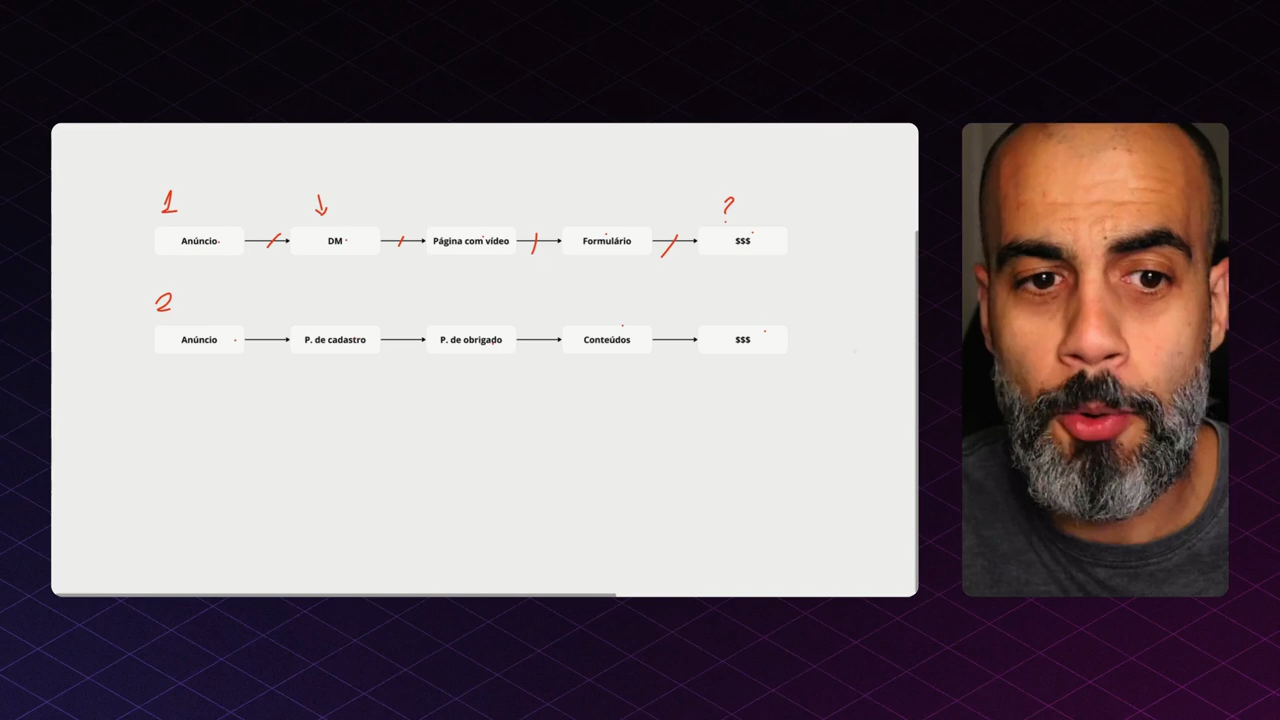 1
?
Anúncio DM Página com vídeo Formulário $$$
2
Anúncio P. de cadastro P. de obrigado Conteúdos $$$